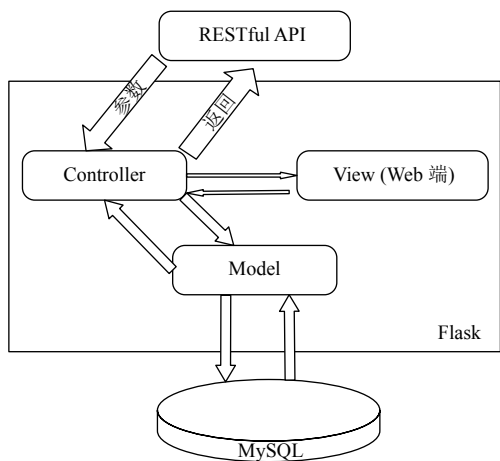 RESTful API
参数
返回
Controller
View (Web 端)
Model
Flask
MySQL